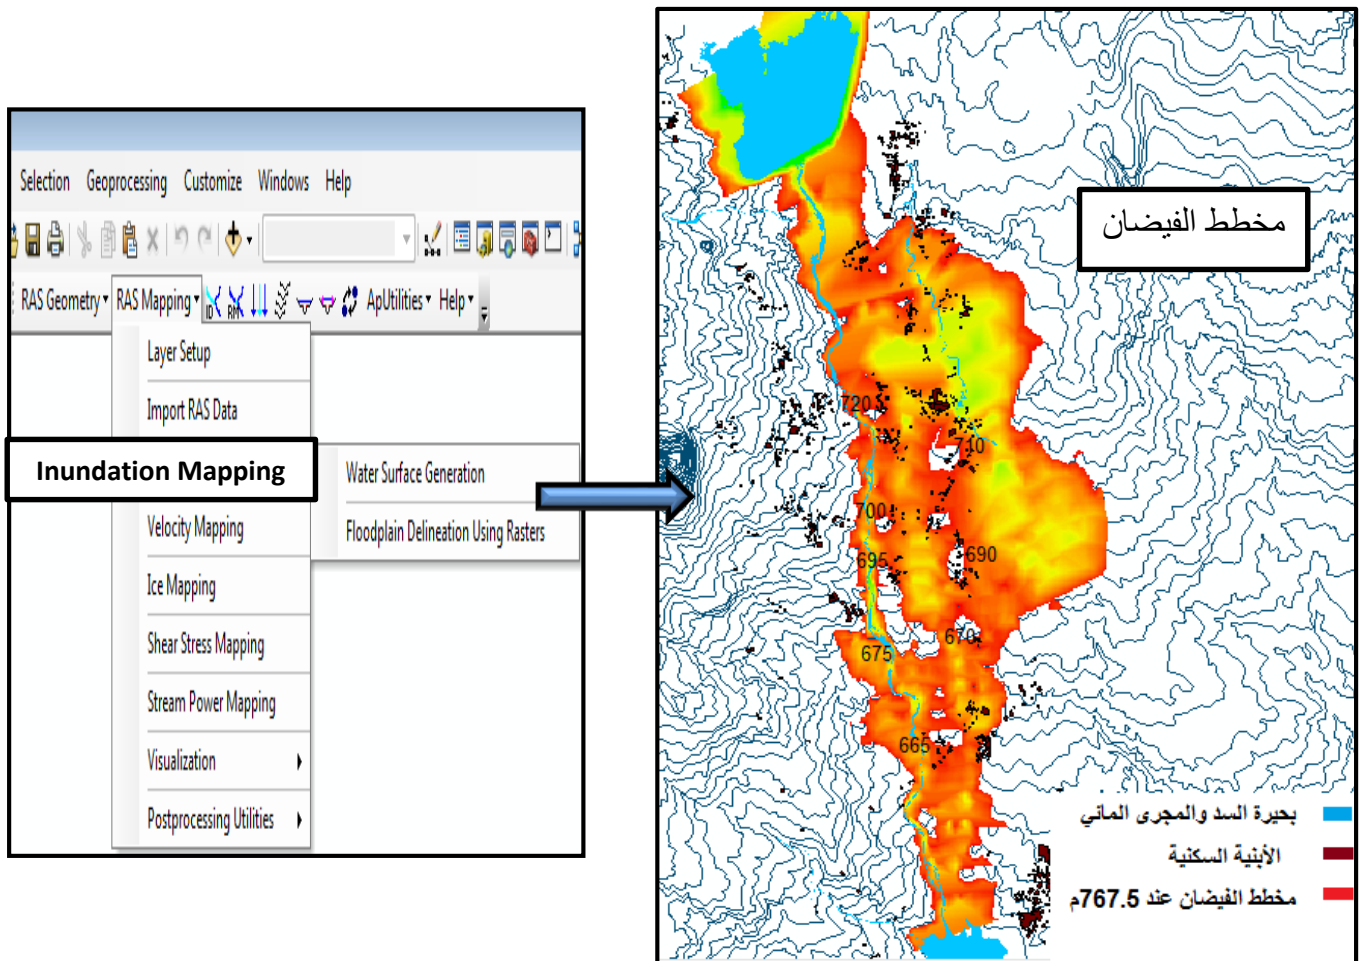 Selection Geoprocessing Customize Windows Help
RAS Geometry RAS Mapping ID RM ApUtilities Help
Layer Setup
Import RAS Data
Inundation Mapping
Water Surface Generation
Floodplain Delineation Using Rasters
Velocity Mapping
Ice Mapping
Shear Stress Mapping
Stream Power Mapping
Visualization
Postprocessing Utilities
مخطط الفيضان
720
710
700
695
690
670
675
665
بحيرة السد والمجرى المائي
الأبنية السكنية
مخطط الفيضان عند 767.5م